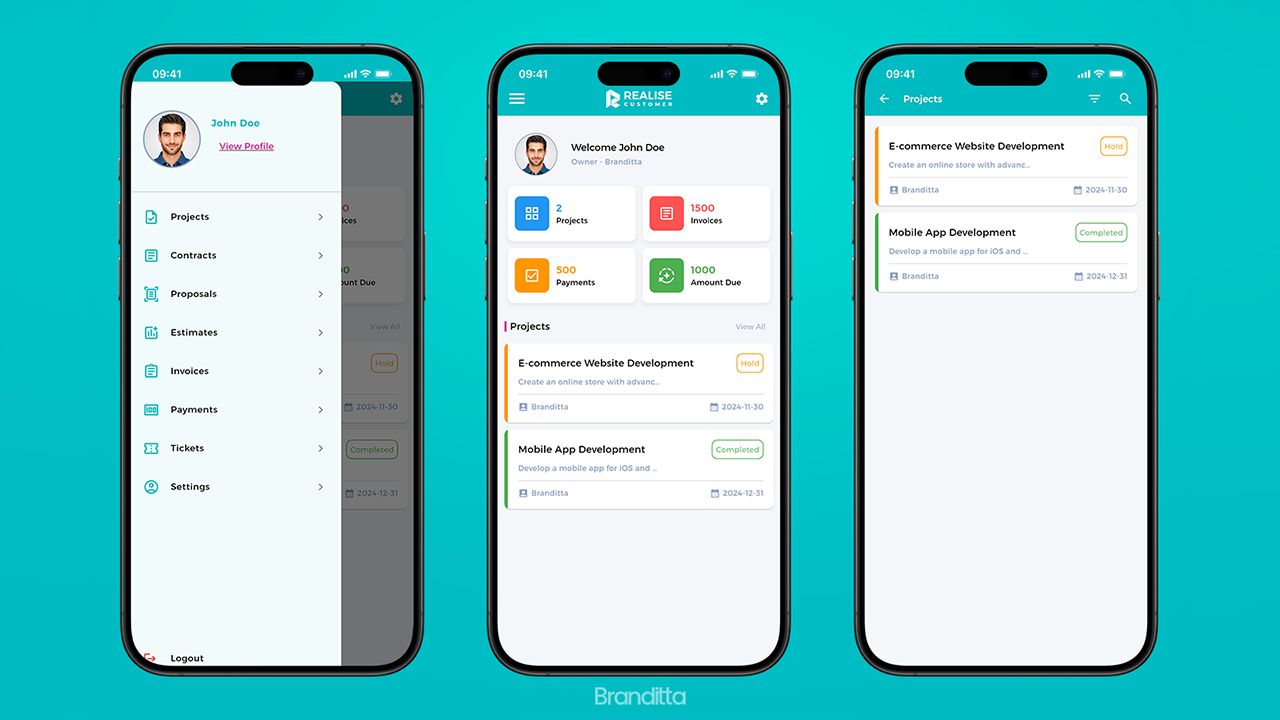 09:41
John Doe
View Profile
Projects
Contracts
Proposals
Estimates
Invoices
Payments
Tickets
Settings
Logout
0
ices
00
ount Due
View All
Hold
2024-11-30
Completed
2024-12-31
09:41
REALISE
CUSTOMER
Welcome John Doe
Owner - Branditta
2
Projects
1500
Invoices
500
Payments
1000
Amount Due
Projects
View All
E-commerce Website Development
Hold
Create an online store with advanc...
Branditta
2024-11-30
Mobile App Development
Completed
Develop a mobile app for iOS and ...
Branditta
2024-12-31
09:41
Projects
E-commerce Website Development
Hold
Create an online store with advanc...
Branditta
2024-11-30
Mobile App Development
Completed
Develop a mobile app for iOS and ...
Branditta
2024-12-31
Branditta